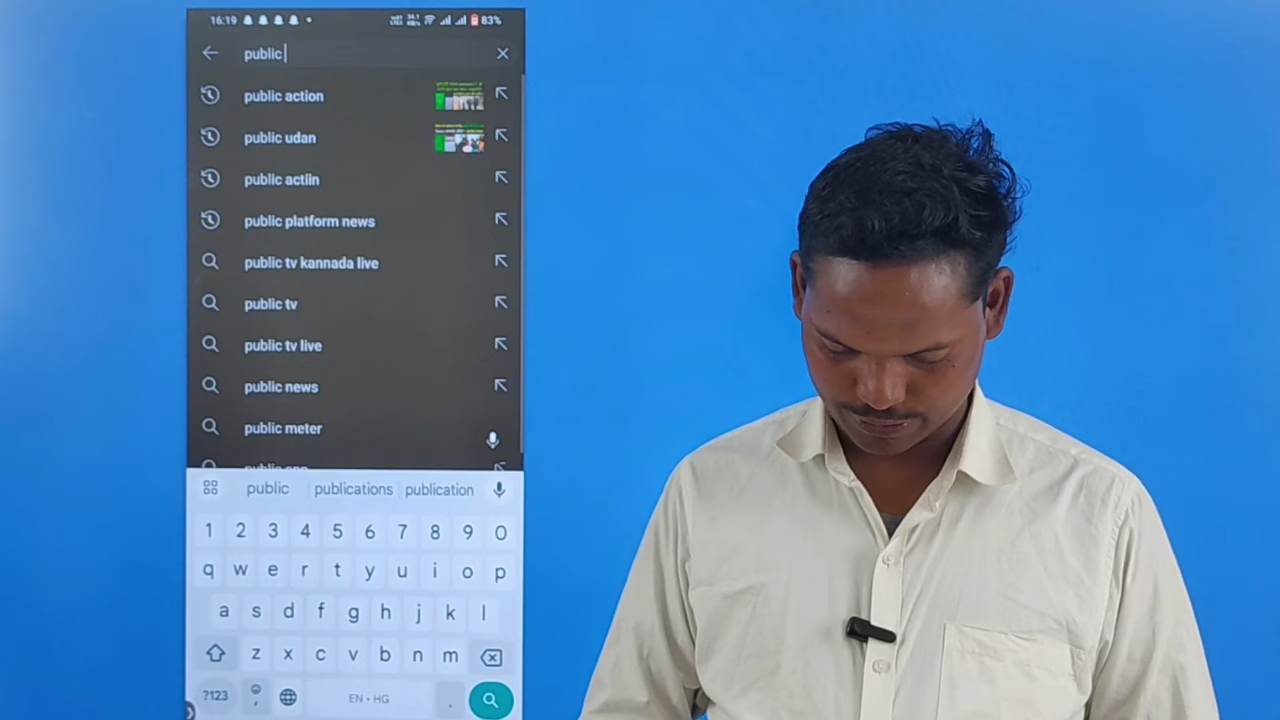 16:19 83%
public
public action
public udan
public actiin
public platform news
public tv kannada live
public tv
public tv live
public news
public meter
public publications publication
1 2 3 4 5 6 7 8 9 0
q w e r t y u i o p
a s d f g h j k l
z x c v b n m
?123 , EN • HG .